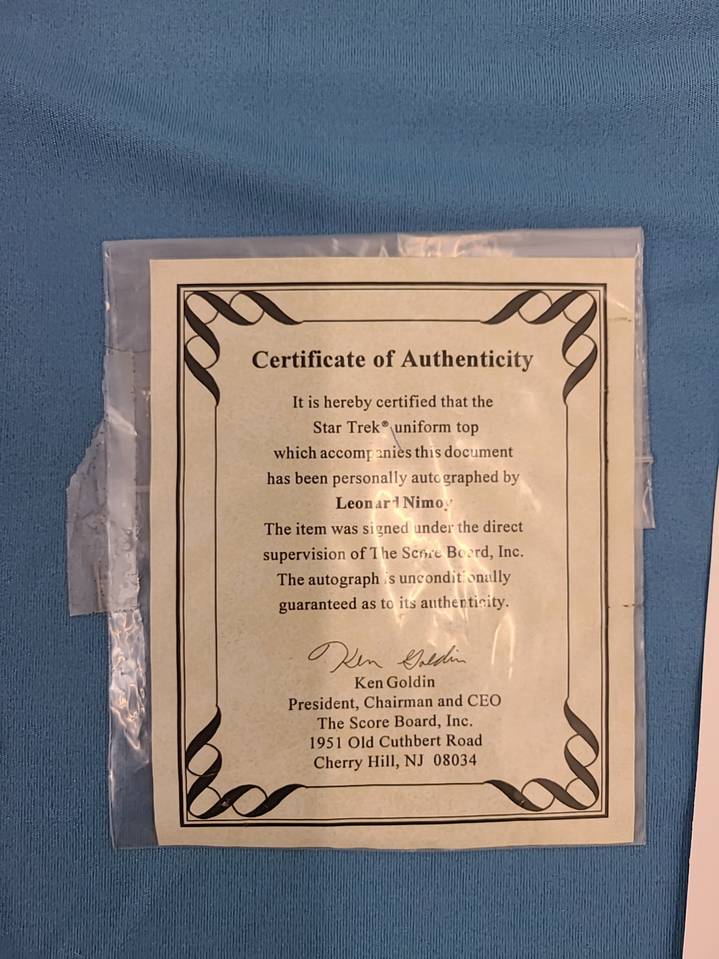 Certificate of Authenticity
It is hereby certified that the
Star Trek® uniform top
which accompanies this document
has been personally autographed by
Leonard Nimoy
The item was signed under the direct
supervision of The Score Board, Inc.
The autograph is unconditionally
guaranteed as to its authenticity.
Ken Goldin
Ken Goldin
President, Chairman and CEO
The Score Board, Inc.
1951 Old Cuthbert Road
Cherry Hill, NJ 08034